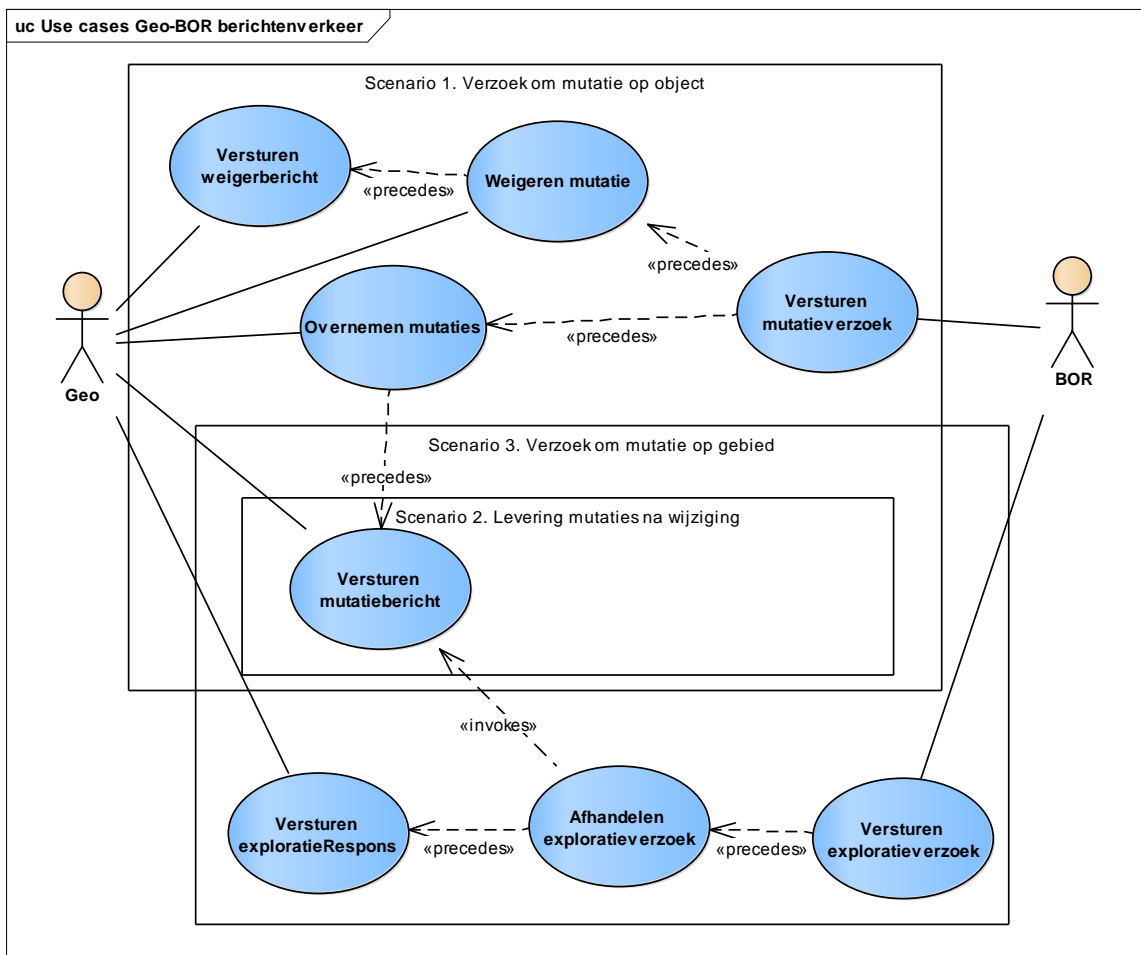 uc Use cases Geo-BOR berichtenverkeer
Scenario 1. Verzoek om mutatie op object
Versturen
weigerbericht
«precedes»
Weigeren mutatie
«precedes»
Overnemen mutaties
«precedes»
Versturen
mutatieverzoek
Geo
BOR
Scenario 3. Verzoek om mutatie op gebied
«precedes»
Scenario 2. Levering mutaties na wijziging
Versturen
mutatiebericht
«invokes»
Versturen
exploratieRespons
«precedes»
Afhandelen
exploratieverzoek
«precedes»
Versturen
exploratieverzoek